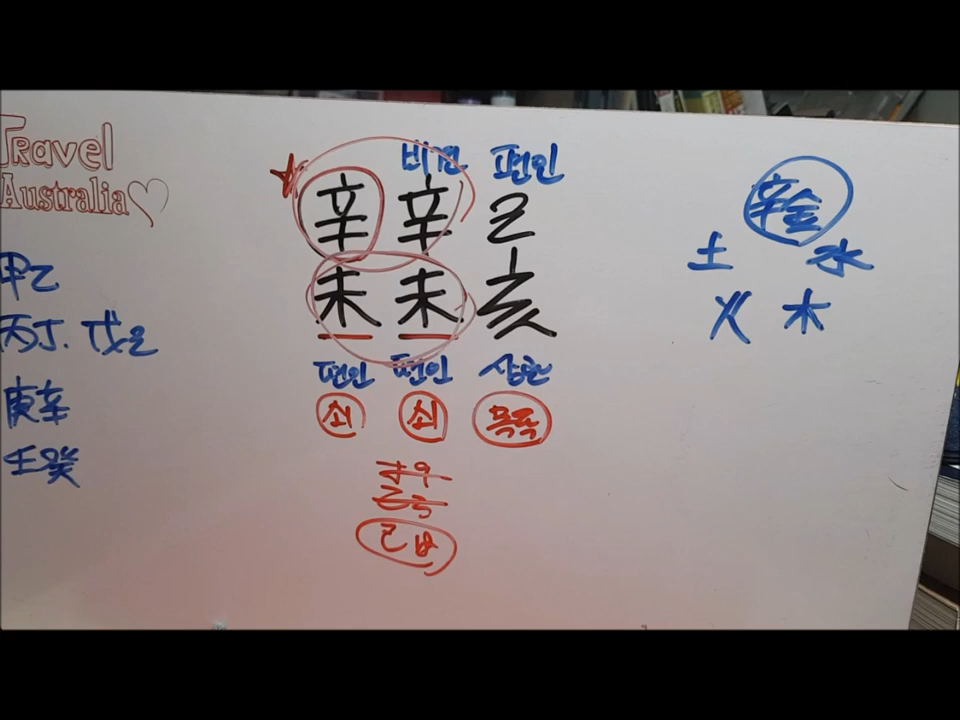 Travel
Australia
甲乙
丙丁. 戊己
庚辛
壬癸
비견 편인
辛 辛 己
未 未 亥
편인 편인 상관
쇠 쇠 목욕
辛金
土 水
火 木